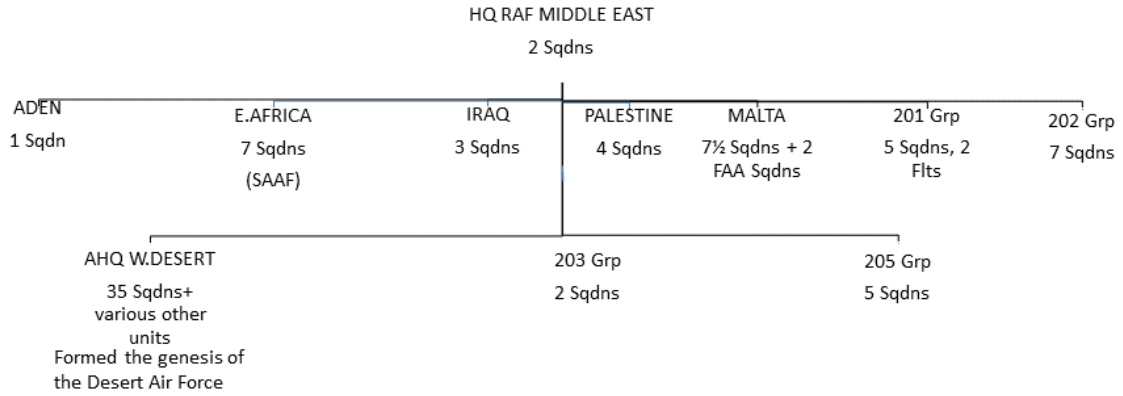 HQ RAF MIDDLE EAST
2 Sqdns
ADEN
1 Sqdn
E.AFRICA
7 Sqdns
(SAAF)
IRAQ
3 Sqdns
PALESTINE
4 Sqdns
MALTA
7½ Sqdns + 2
FAA Sqdns
201 Grp
5 Sqdns, 2
Flts
202 Grp
7 Sqdns
AHQ W.DESERT
35 Sqdns+
various other
units
Formed the genesis of
the Desert Air Force
203 Grp
2 Sqdns
205 Grp
5 Sqdns